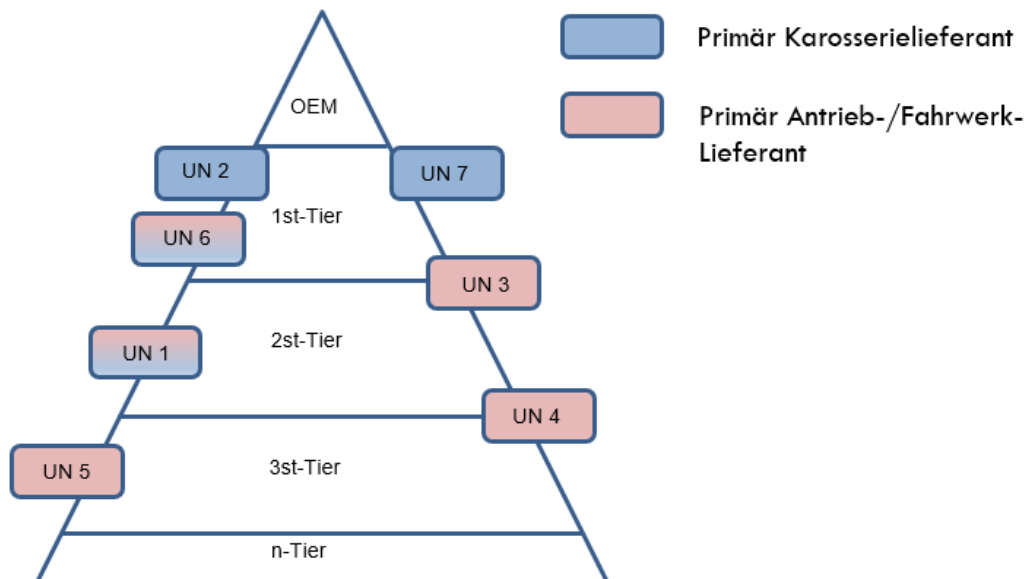 OEM
Primär Karosserielieferant
Primär Antrieb-/Fahrwerk-
Lieferant
UN 2
UN 7
1st-Tier
UN 6
UN 3
2st-Tier
UN 1
UN 4
3st-Tier
UN 5
n-Tier